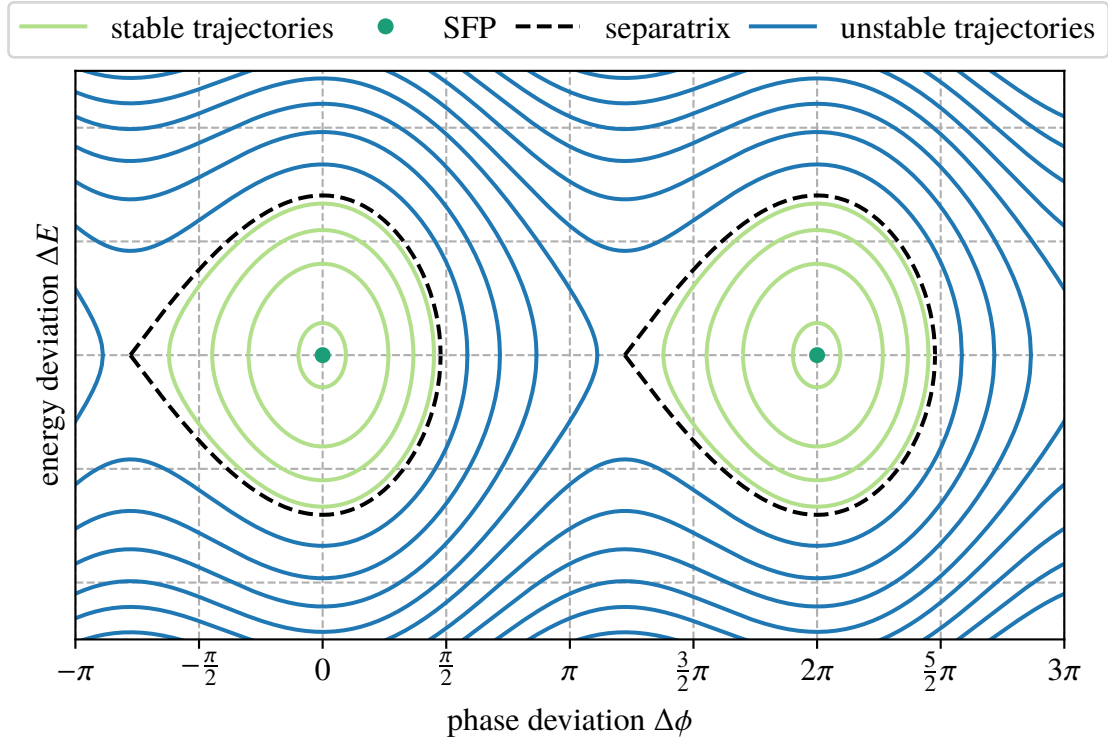 stable trajectories SFP separatrix unstable trajectories
energy deviation ΔE
−π −π/2 0 π/2 π 3/2π 2π 5/2π 3π
phase deviation Δϕ